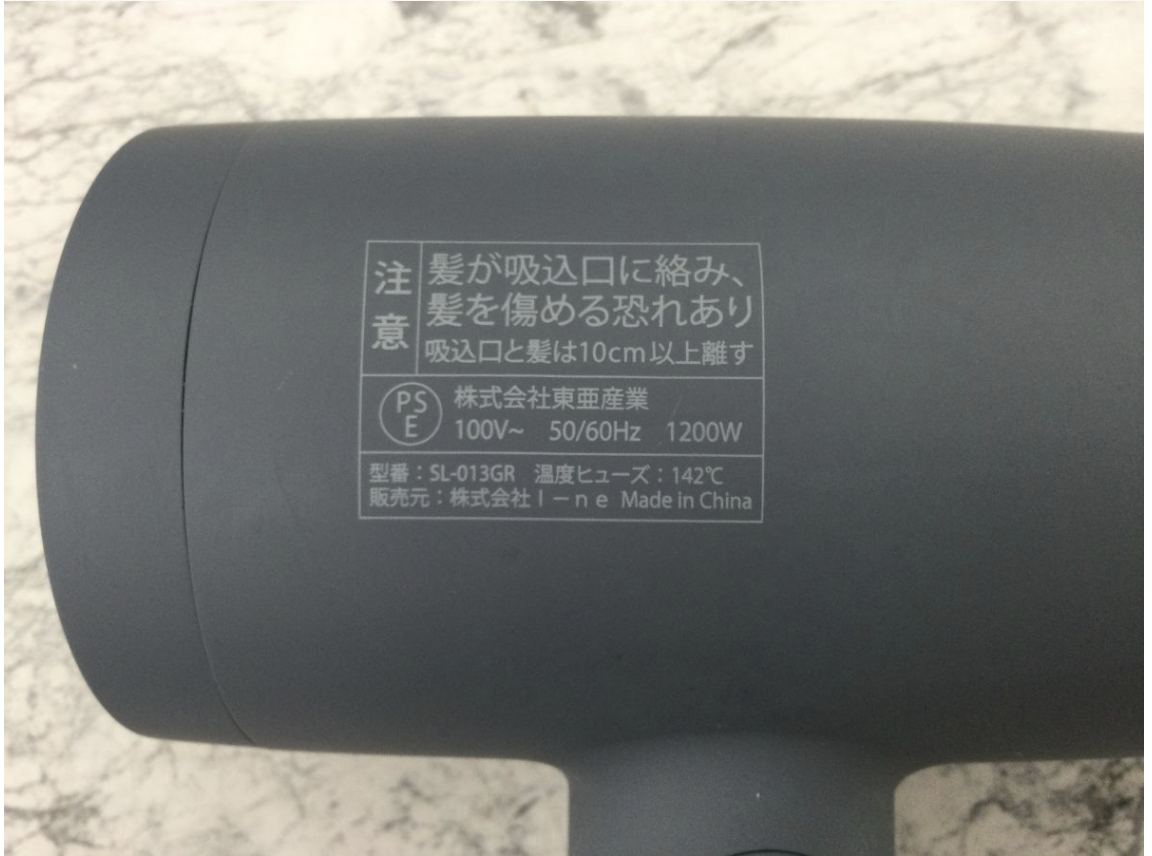 注意
髪が吸込口に絡み、
髪を傷める恐れあり
吸込口と髪は10cm以上離す
PS
E
株式会社東亜産業
100V~ 50/60Hz 1200W
型番：SL-013GR 温度ヒューズ：142℃
販売元：株式会社Ｉ－ｎｅ Made in China